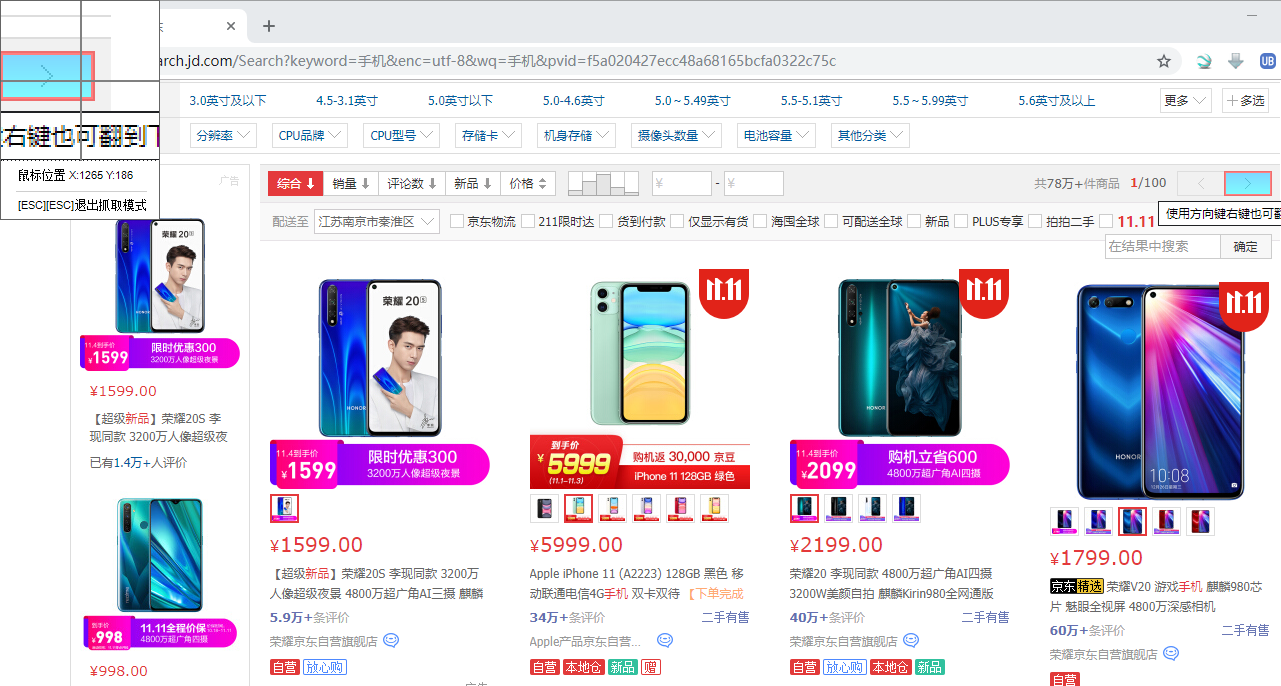 arch.jd.com/Search?keyword=手机&enc=utf-8&wq=手机&pvid=f5a020427ecc48a68165bcfa0322c75c
UB
右键也可翻到下
鼠标位置 X:1265 Y:186
[ESC][ESC]退出抓取模式
3.0英寸及以下 4.5-3.1英寸 5.0英寸以下 5.0-4.6英寸 5.0～5.49英寸 5.5-5.1英寸 5.5～5.99英寸 5.6英寸及以上 更多 多选
分辨率 CPU品牌 CPU型号 存储卡 机身存储 摄像头数量 电池容量 其他分类
广告
综合 销量 评论数 新品 价格 ¥ - ¥ 共78万+件商品 1/100 < >
配送至 江苏南京市秦淮区 京东物流 211限时达 货到付款 仅显示有货 海囤全球 可配送全球 新品 PLUS专享 拍拍二手 11.11
使用方向键右键也可翻
在结果中搜索 确定
荣耀 20S
HONOR
11.4到手价 ¥1599 限时优惠300
3200万人像超级夜景
¥1599.00
【超级新品】荣耀20S 李
现同款 3200万人像超级夜
已有1.4万+人评价
到手价 ¥998 11.11全程价保
4800万超广角四摄
¥998.00
荣耀 20S
HONOR
11.4到手价 ¥1599 限时优惠300
3200万人像超级夜景
¥1599.00
【超级新品】荣耀20S 李现同款 3200万
人像超级夜景 4800万超广角AI三摄 麒麟
5.9万+条评价
荣耀京东自营旗舰店
自营 放心购
广告
11.11
到手价 ¥5999 (11.1–11.3)
购机返 30,000 京豆
iPhone 11 128GB 绿色
¥5999.00
Apple iPhone 11 (A2223) 128GB 黑色 移
动联通电信4G手机 双卡双待 【下单完成
34万+条评价 二手有售
Apple产品京东自营...
自营 本地仓 新品 赠
11.11
HONOR
11.4到手价 ¥2099 购机立省600
4800万超广角AI四摄
¥2199.00
荣耀20 李现同款 4800万超广角AI四摄
3200W美颜自拍 麒麟Kirin980全网通版
40万+条评价 二手有售
荣耀京东自营旗舰店
自营 放心购 本地仓 新品
11.11
HONOR
10:08
¥1799.00
京东精选 荣耀V20 游戏手机 麒麟980芯
片 魅眼全视屏 4800万深感相机
60万+条评价 二手有售
荣耀京东自营旗舰店
自营